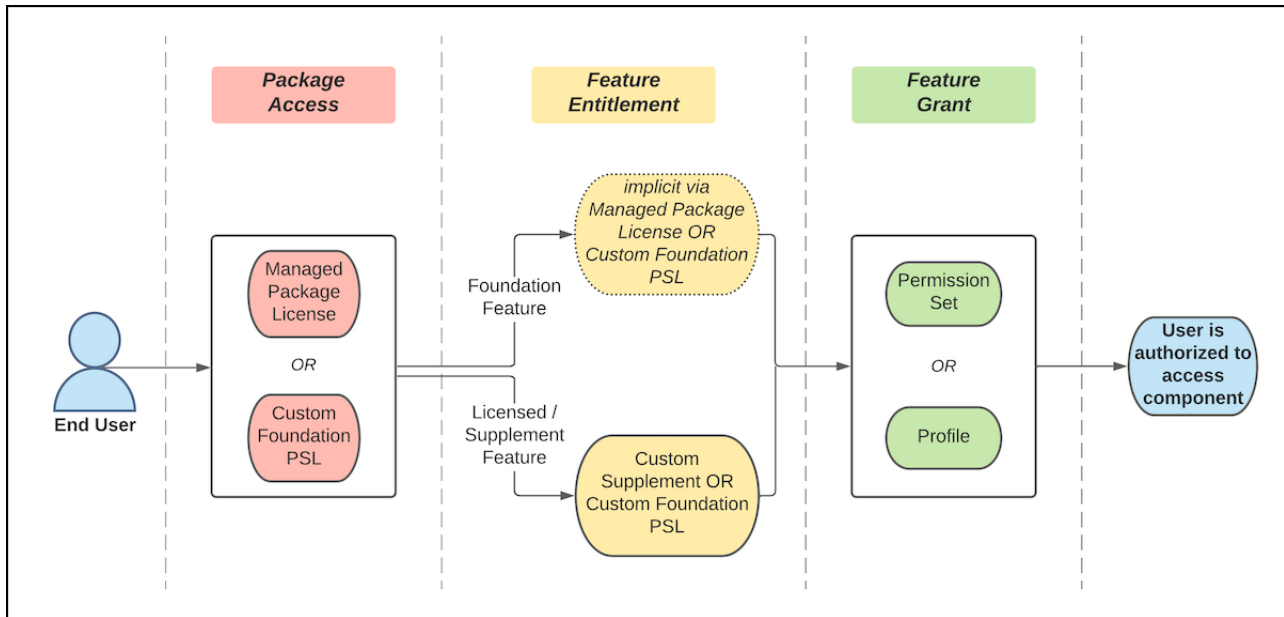 Package
Access
Feature
Entitlement
Feature
Grant
End User
Managed
Package
License
OR
Custom
Foundation
PSL
Foundation
Feature
Licensed /
Supplement
Feature
implicit via
Managed Package
License OR
Custom Foundation
PSL
Custom
Supplement OR
Custom Foundation
PSL
Permission
Set
OR
Profile
User is
authorized to
access
component